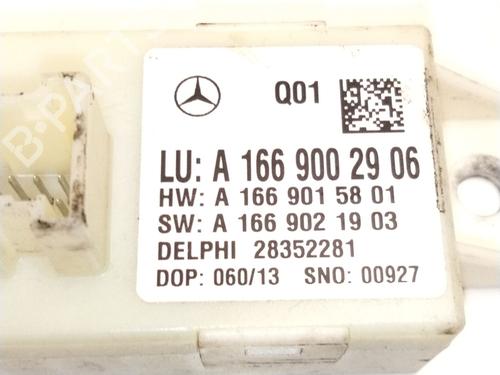 Q01
LU: A 166 900 29 06
HW: A 166 901 58 01
SW: A 166 902 19 03
DELPHI 28352281
DOP: 060/13 SNO: 00927
B-PARTS